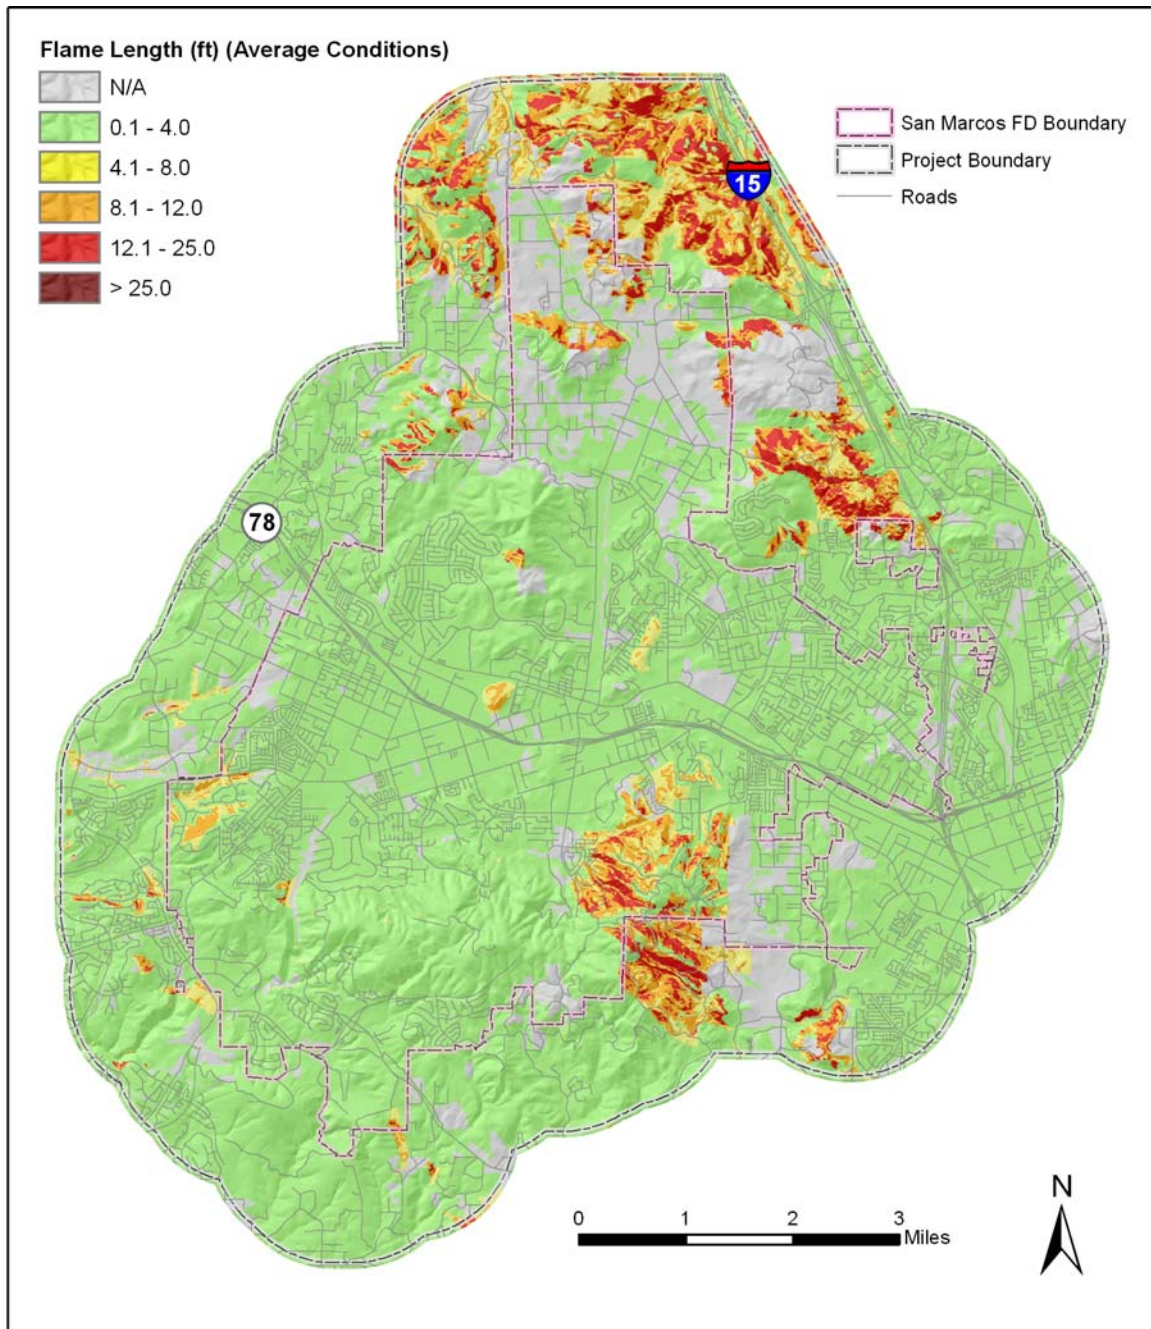 Flame Length (ft) (Average Conditions)
N/A
0.1 - 4.0
4.1 - 8.0
8.1 - 12.0
12.1 - 25.0
> 25.0
San Marcos FD Boundary
Project Boundary
Roads
15
78
N
0 1 2 3
Miles